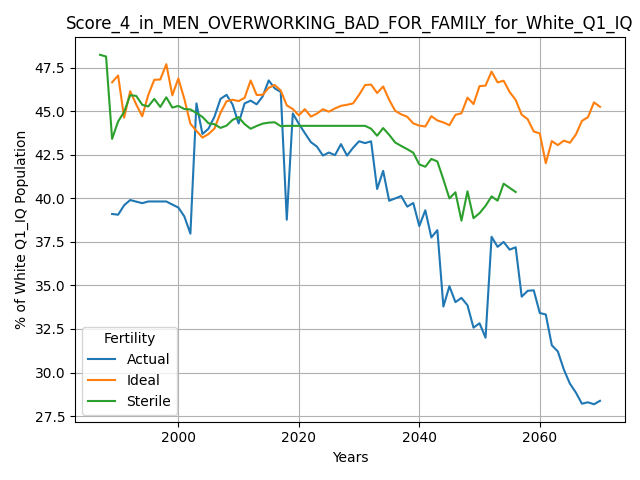 Score_4_in_MEN_OVERWORKING_BAD_FOR_FAMILY_for_White_Q1_IQ
% of White Q1_IQ Population
47.5
45.0
42.5
40.0
37.5
35.0
32.5
30.0
27.5
Fertility
Actual
Ideal
Sterile
2000
2020
2040
2060
Years